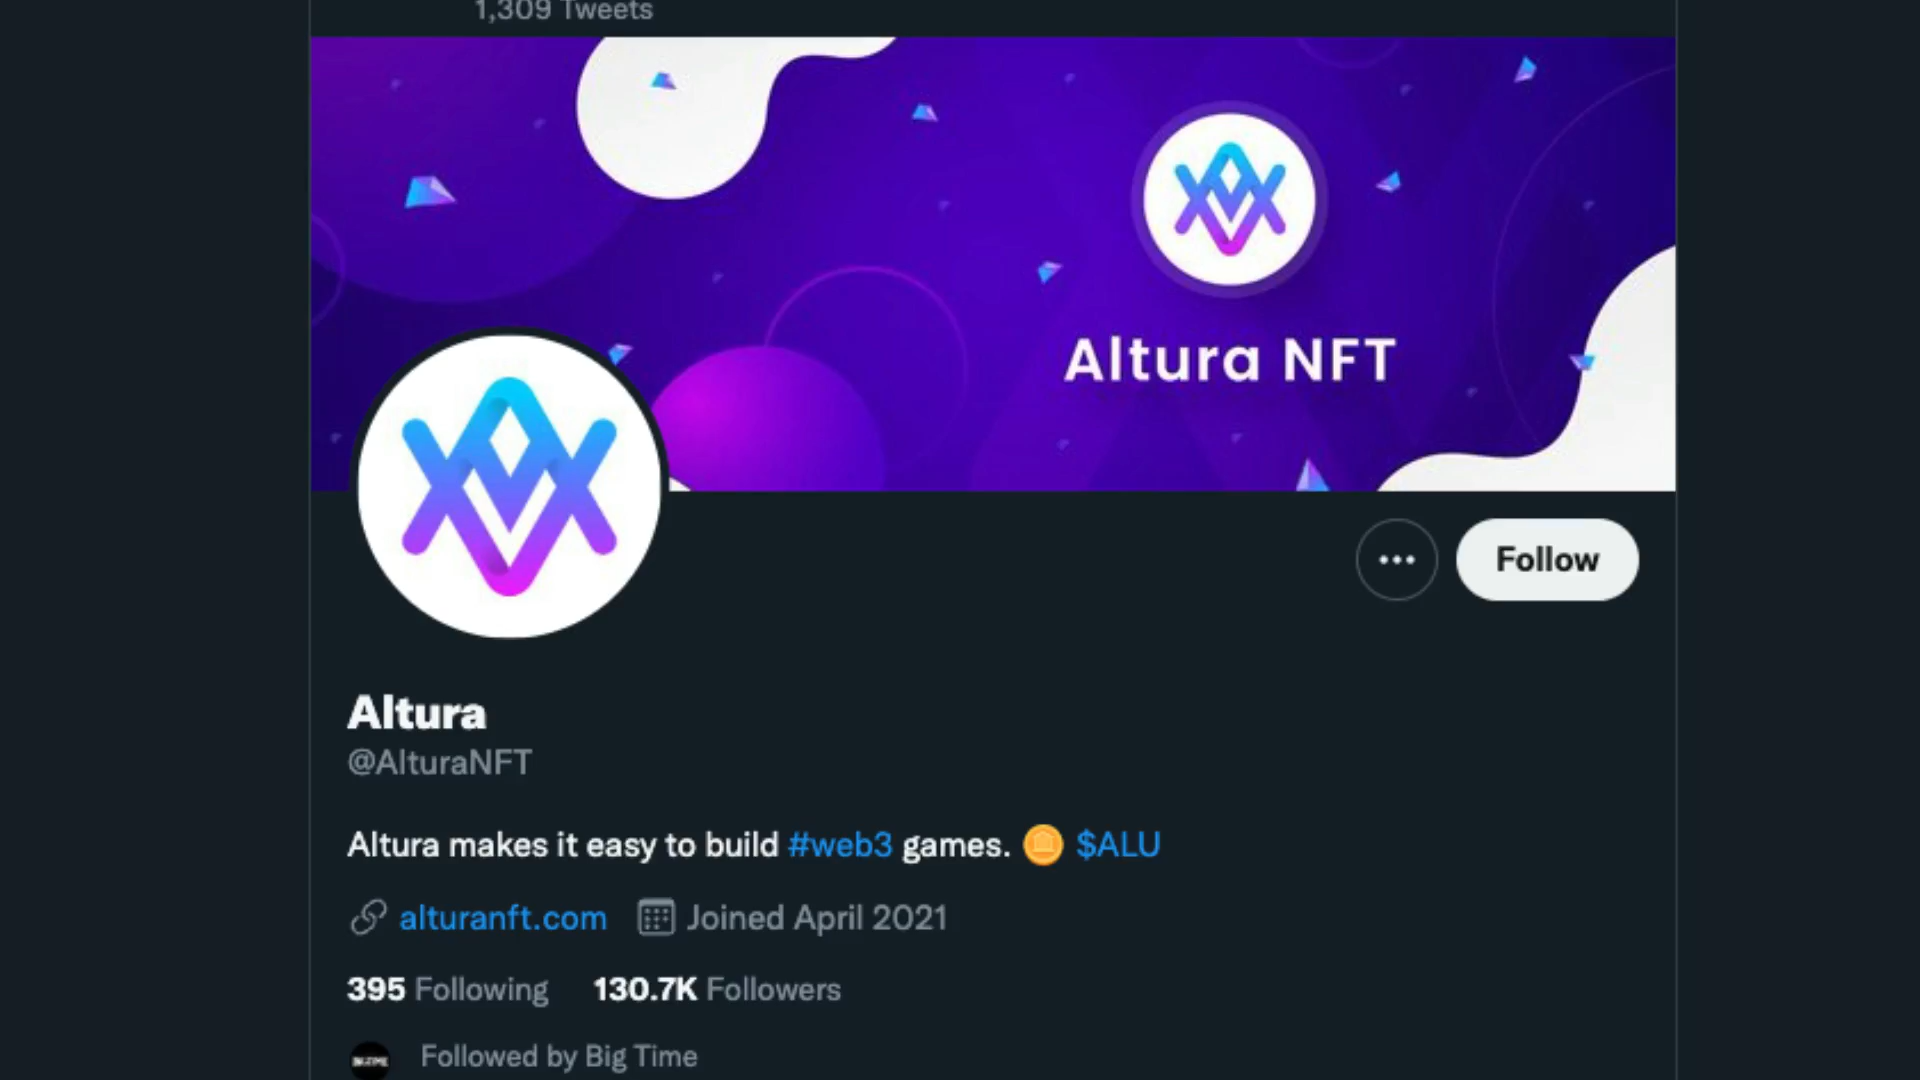 1,309 Tweets
Altura NFT
Follow
Altura
@AlturaNFT
Altura makes it easy to build #web3 games. 🪙 $ALU
alturanft.com Joined April 2021
395 Following 130.7K Followers
Followed by Big Time